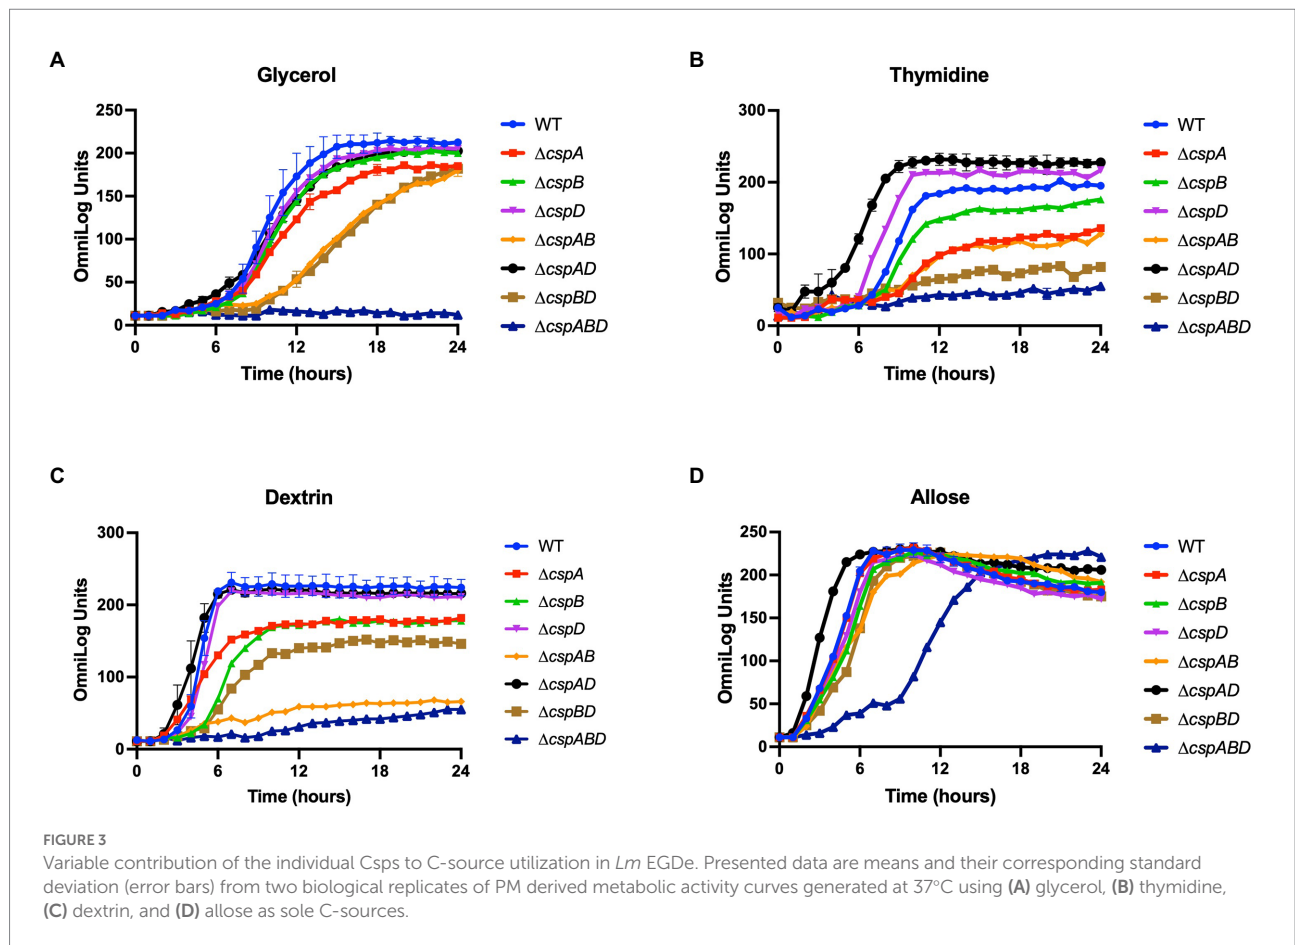 A
Glycerol
OmniLog Units
250
200
150
100
50
0
0 6 12 18 24
Time (hours)
WT
ΔcspA
ΔcspB
ΔcspD
ΔcspAB
ΔcspAD
ΔcspBD
ΔcspABD
B
Thymidine
OmniLog Units
300
200
100
0
0 6 12 18 24
Time (hours)
WT
ΔcspA
ΔcspB
ΔcspD
ΔcspAB
ΔcspAD
ΔcspBD
ΔcspABD
C
Dextrin
OmniLog Units
300
200
100
0
0 6 12 18 24
Time (hours)
WT
ΔcspA
ΔcspB
ΔcspD
ΔcspAB
ΔcspAD
ΔcspBD
ΔcspABD
D
Allose
OmniLog Units
250
200
150
100
50
0
0 6 12 18 24
Time (hours)
WT
ΔcspA
ΔcspB
ΔcspD
ΔcspAB
ΔcspAD
ΔcspBD
ΔcspABD
FIGURE 3
Variable contribution of the individual Csps to C-source utilization in Lm EGDe. Presented data are means and their corresponding standard
deviation (error bars) from two biological replicates of PM derived metabolic activity curves generated at 37°C using (A) glycerol, (B) thymidine,
(C) dextrin, and (D) allose as sole C-sources.